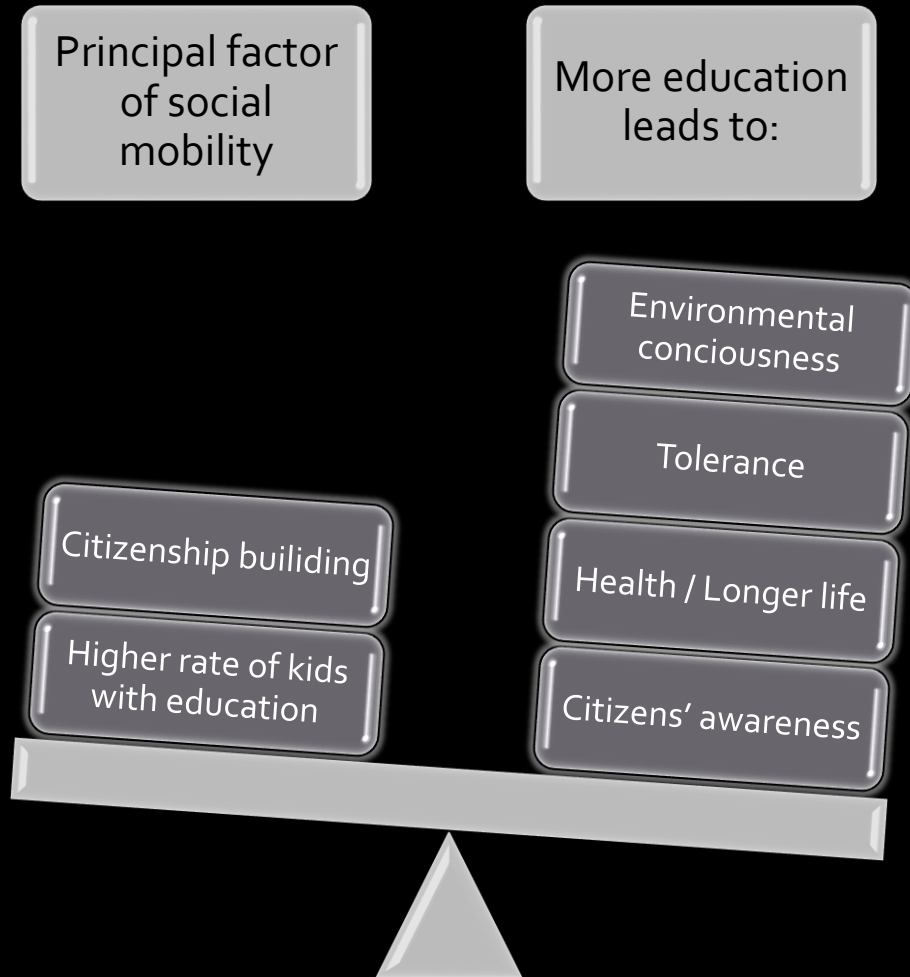 Principal factor
of social
mobility
More education
leads to:
Environmental
conciousness
Tolerance
Health / Longer life
Citizens’ awareness
Citizenship builiding
Higher rate of kids
with education